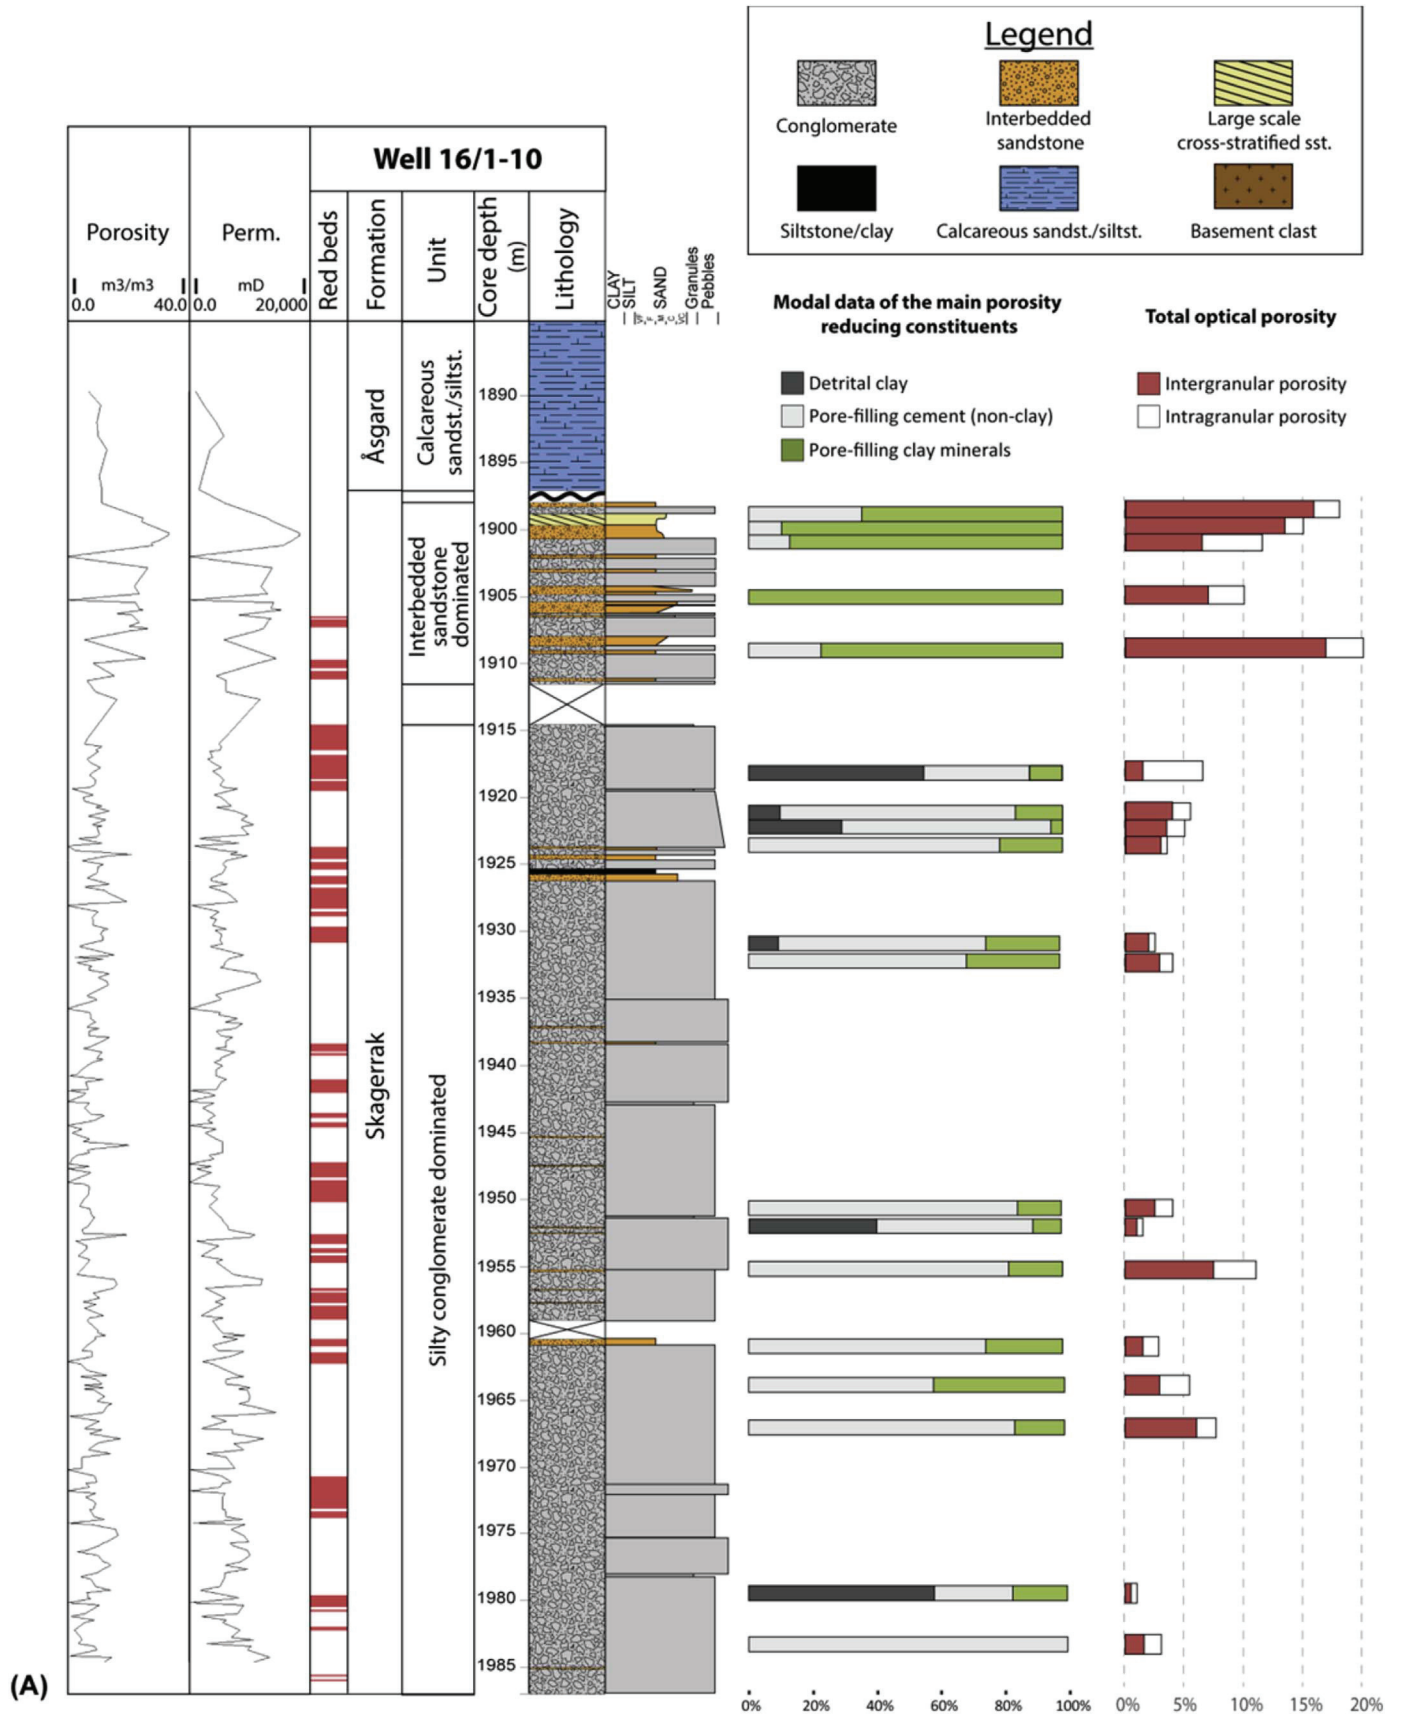 Legend
Conglomerate
Interbedded
sandstone
Large scale
cross-stratified sst.
Siltstone/clay
Calcareous sandst./siltst.
Basement clast
Well 16/1-10
Porosity
m3/m3
0.0 40.0
Perm.
mD
0.0 20,000
Red beds
Formation
Unit
Core depth
(m)
Lithology
CLAY
SILT
SAND
Granules
Pebbles
Modal data of the main porosity
reducing constituents
Detrital clay
Pore-filling cement (non-clay)
Pore-filling clay minerals
Total optical porosity
Intergranular porosity
Intragranular porosity
Åsgard
Calcareous
sandst./siltst.
Interbedded
sandstone
dominated
Skagerrak
Silty conglomerate dominated
1890
1895
1900
1905
1910
1915
1920
1925
1930
1935
1940
1945
1950
1955
1960
1965
1970
1975
1980
1985
(A)
0% 20% 40% 60% 80% 100%
0% 5% 10% 15% 20%